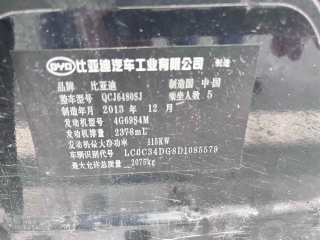 BYD 比亚迪汽车工业有限公司 制造
品牌 比亚迪 制造国 中国
整车型号 QCJ6480SJ 乘坐人数 5
制造年月 2013 年 12 月
发动机型号 4G69S4M
发动机排量 2378mL
发动机最大净功率 115KW
车辆识别代号 LC0C34DG8D1085579
最大允许总质量 2075kg